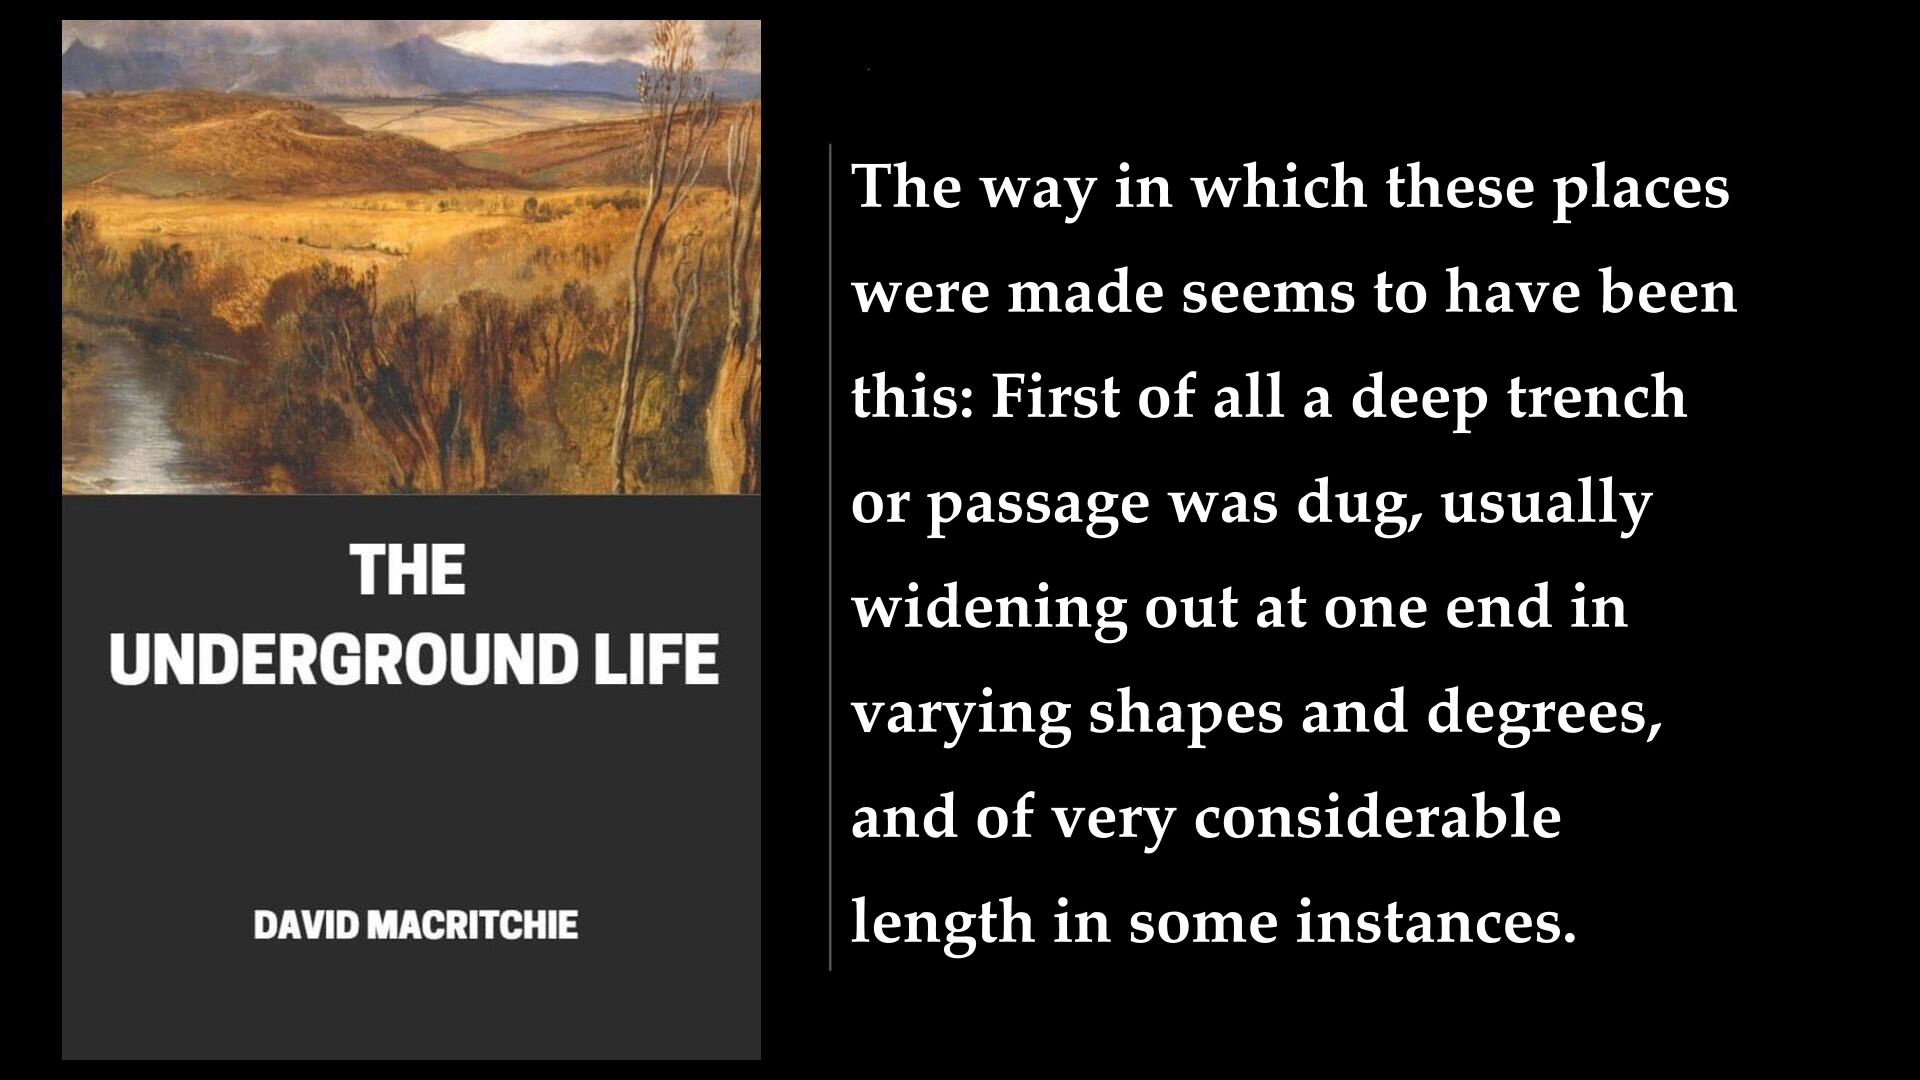 THE
UNDERGROUND LIFE
DAVID MACRITCHIE
The way in which these places
were made seems to have been
this: First of all a deep trench
or passage was dug, usually
widening out at one end in
varying shapes and degrees,
and of very considerable
length in some instances.